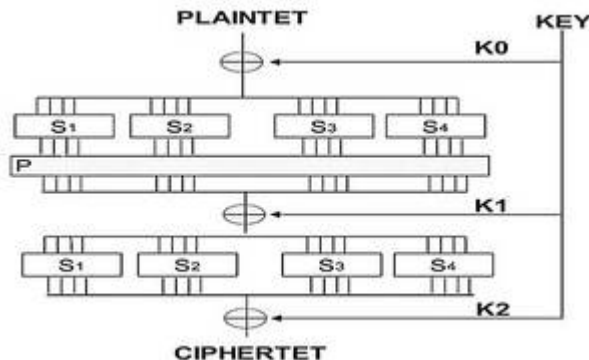 PLAINTET KEY
K0
S1 S2 S3 S4
P
K1
S1 S2 S3 S4
K2
CIPHERTET